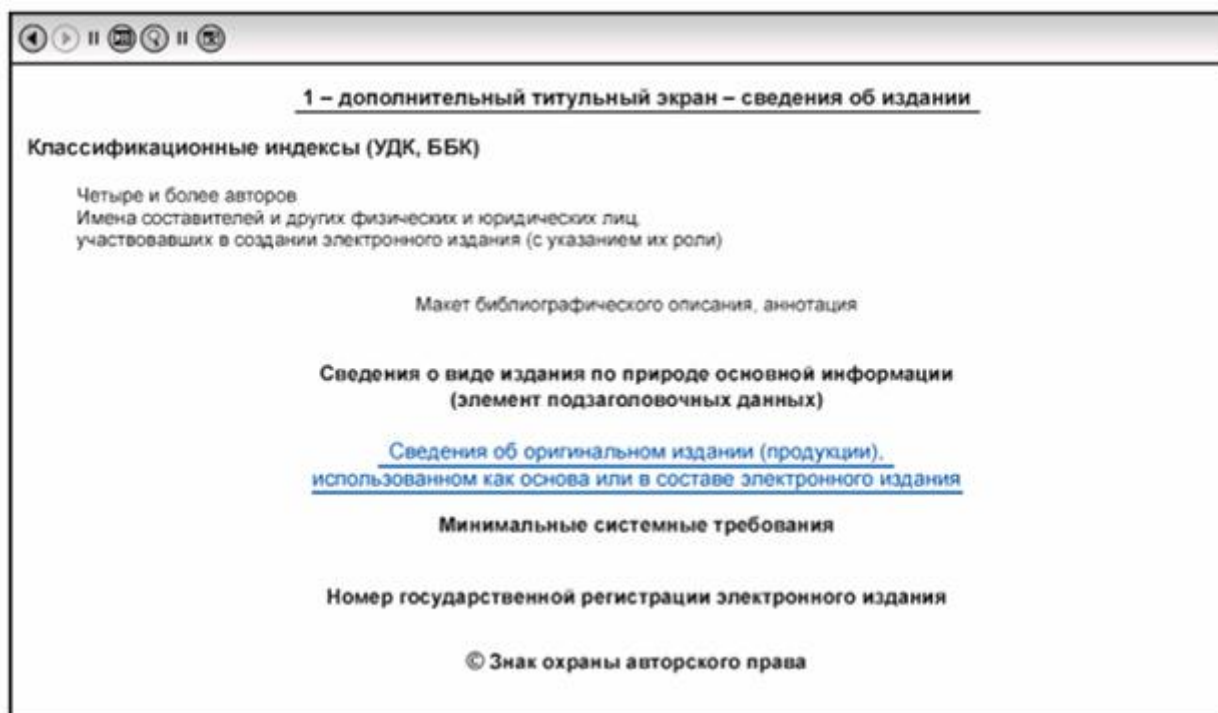 1 – дополнительный титульный экран – сведения об издании
Классификационные индексы (УДК, ББК)
Четыре и более авторов
Имена составителей и других физических и юридических лиц,
участвовавших в создании электронного издания (с указанием их роли)
Макет библиографического описания, аннотация
Сведения о виде издания по природе основной информации
(элемент подзаголовочных данных)
Сведения об оригинальном издании (продукции),
использованном как основа или в составе электронного издания
Минимальные системные требования
Номер государственной регистрации электронного издания
© Знак охраны авторского права